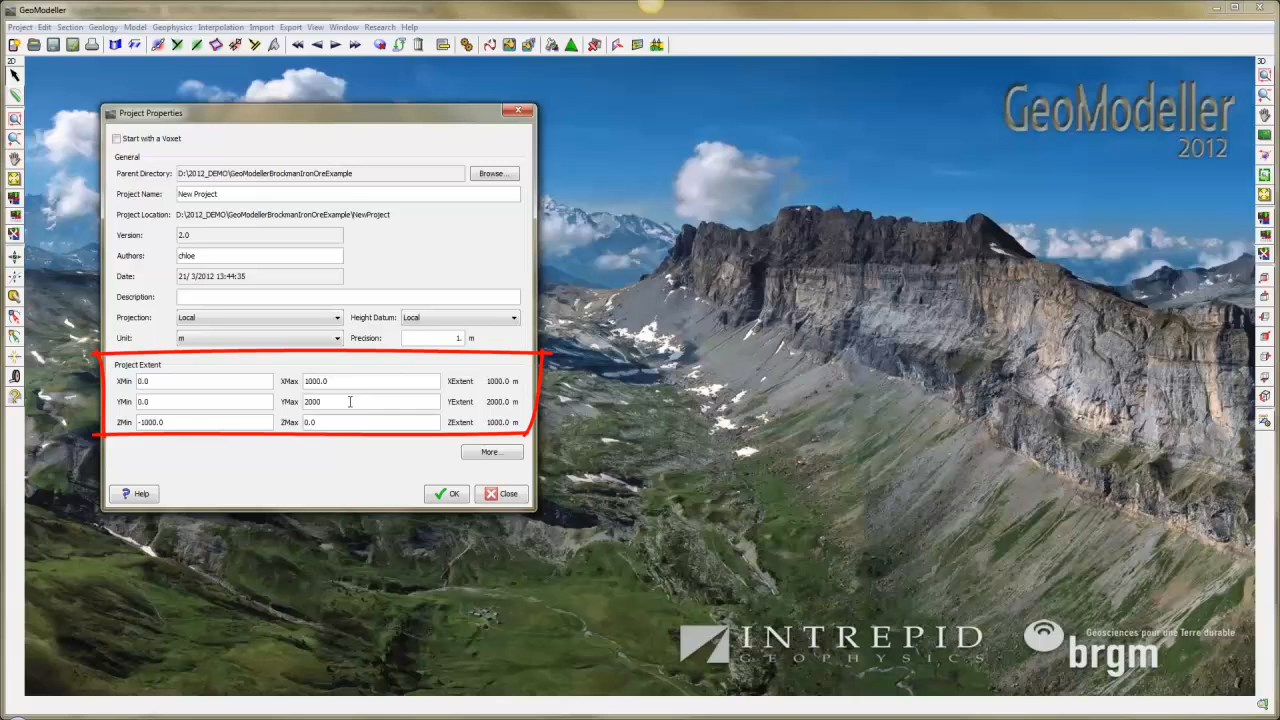 GeoModeller
Project Edit Section Geology Model Geophysics Interpolation Import Export View Window Research Help
2D
3D
GeoModeller
2012
Project Properties
Start with a Voxet
General
Parent Directory: D:\2012_DEMO\GeoModellerBrockmanIronOreExample Browse...
Project Name: New Project
Project Location: D:\2012_DEMO\GeoModellerBrockmanIronOreExample\NewProject
Version: 2.0
Authors: chloe
Date: 21/ 3/2012 13:44:35
Description:
Projection: Local Height Datum: Local
Unit: m Precision: 1. m
Project Extent
XMin 0.0 XMax 1000.0 XExtent 1000.0 m
YMin 0.0 YMax 2000 YExtent 2000.0 m
ZMin -1000.0 ZMax 0.0 ZExtent 1000.0 m
More...
Help OK Close
INTREPID
GEOPHYSICS
Géosciences pour une Terre durable
brgm